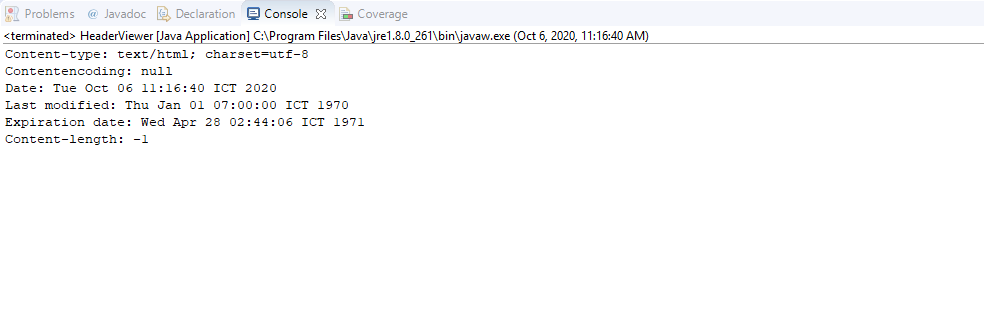 Problems @ Javadoc Declaration Console Coverage
<terminated> HeaderViewer [Java Application] C:\Program Files\Java\jre1.8.0_261\bin\javaw.exe (Oct 6, 2020, 11:16:40 AM)
Content-type: text/html; charset=utf-8
Contentencoding: null
Date: Tue Oct 06 11:16:40 ICT 2020
Last modified: Thu Jan 01 07:00:00 ICT 1970
Expiration date: Wed Apr 28 02:44:06 ICT 1971
Content-length: -1